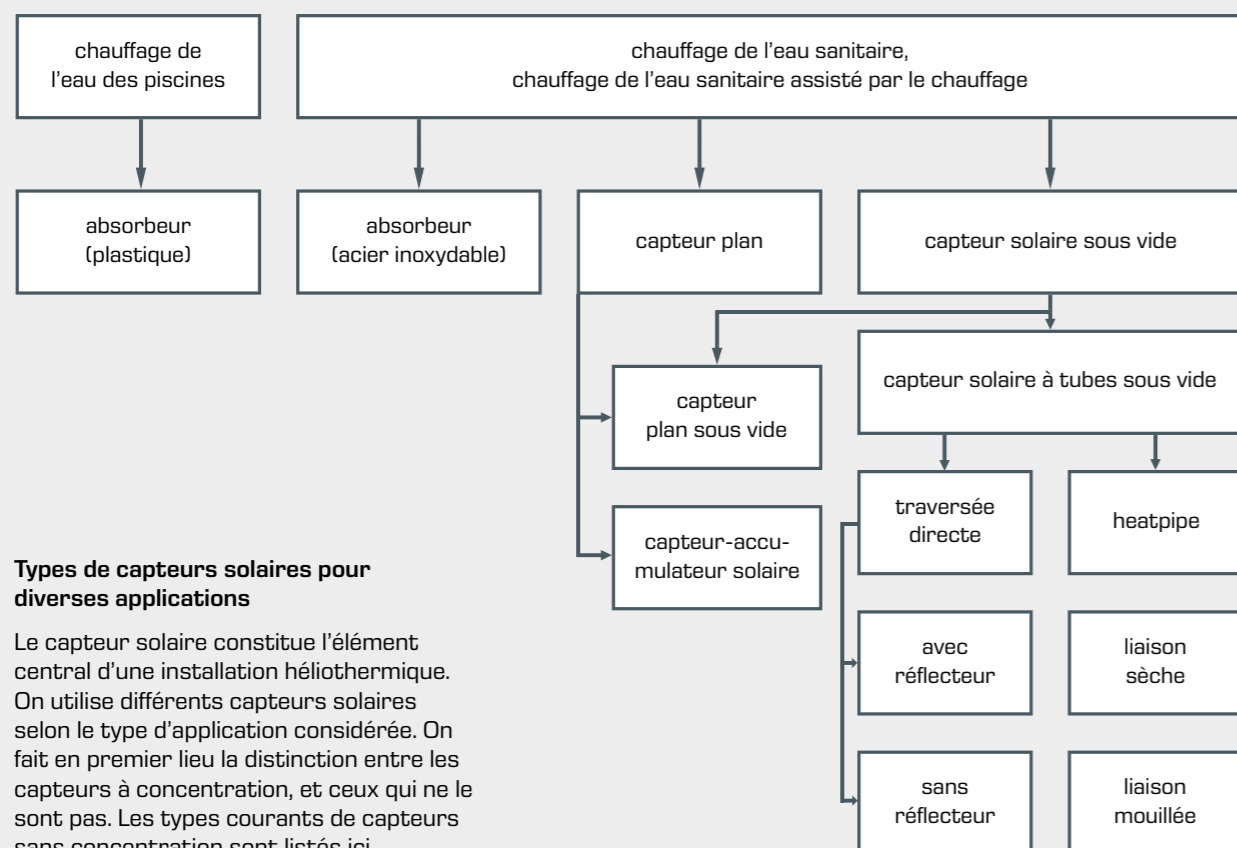 chauffage de
l'eau des piscines
chauffage de l'eau sanitaire,
chauffage de l'eau sanitaire assisté par le chauffage
absorbeur
(plastique)
absorbeur
(acier inoxydable)
capteur plan
capteur solaire sous vide
capteur
plan sous vide
capteur solaire à tubes sous vide
capteur-accu-
mulateur solaire
traversée
directe
heatpipe
avec
réflecteur
liaison
sèche
sans
réflecteur
liaison
mouillée
Types de capteurs solaires pour
diverses applications
Le capteur solaire constitue l'élément
central d'une installation héliothermique.
On utilise différents capteurs solaires
selon le type d'application considérée. On
fait en premier lieu la distinction entre les
capteurs à concentration, et ceux qui ne le
sont pas. Les types courants de capteurs
sans concentration sont listés ici